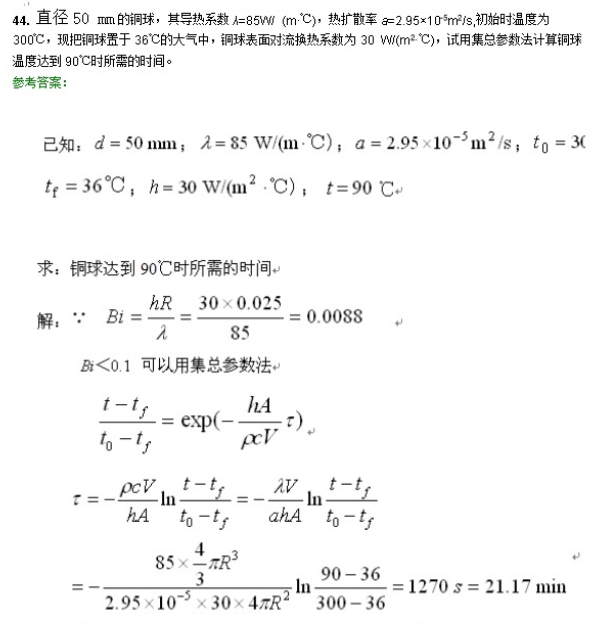 44. 直径 50 mm的铜球，其导热系数 λ=85W/ (m·℃)，热扩散率 a=2.95×10⁻⁵m²/s,初始时温度为
300℃，现把铜球置于 36℃的大气中，铜球表面对流换热系数为 30 W/(m²·℃)，试用集总参数法计算铜球
温度达到 90℃时所需的时间。
参考答案：
已知：d = 50 mm；λ = 85 W/(m·℃)；a = 2.95×10⁻⁵ m²/s；t₀ = 30
t_f = 36℃；h = 30 W/(m²·℃)；t = 90 ℃
求：铜球达到 90℃时所需的时间
解：∵ Bi = hR/λ = (30×0.025)/85 = 0.0088
Bi＜0.1 可以用集总参数法
(t − t_f)/(t₀ − t_f) = exp(− (hA/ρcV) τ)
τ = − (ρcV/hA) ln (t − t_f)/(t₀ − t_f) = − (λV/ahA) ln (t − t_f)/(t₀ − t_f)
= − (85 × 4/3 πR³)/(2.95×10⁻⁵ × 30 × 4πR²) ln (90 − 36)/(300 − 36) = 1270 s = 21.17 min